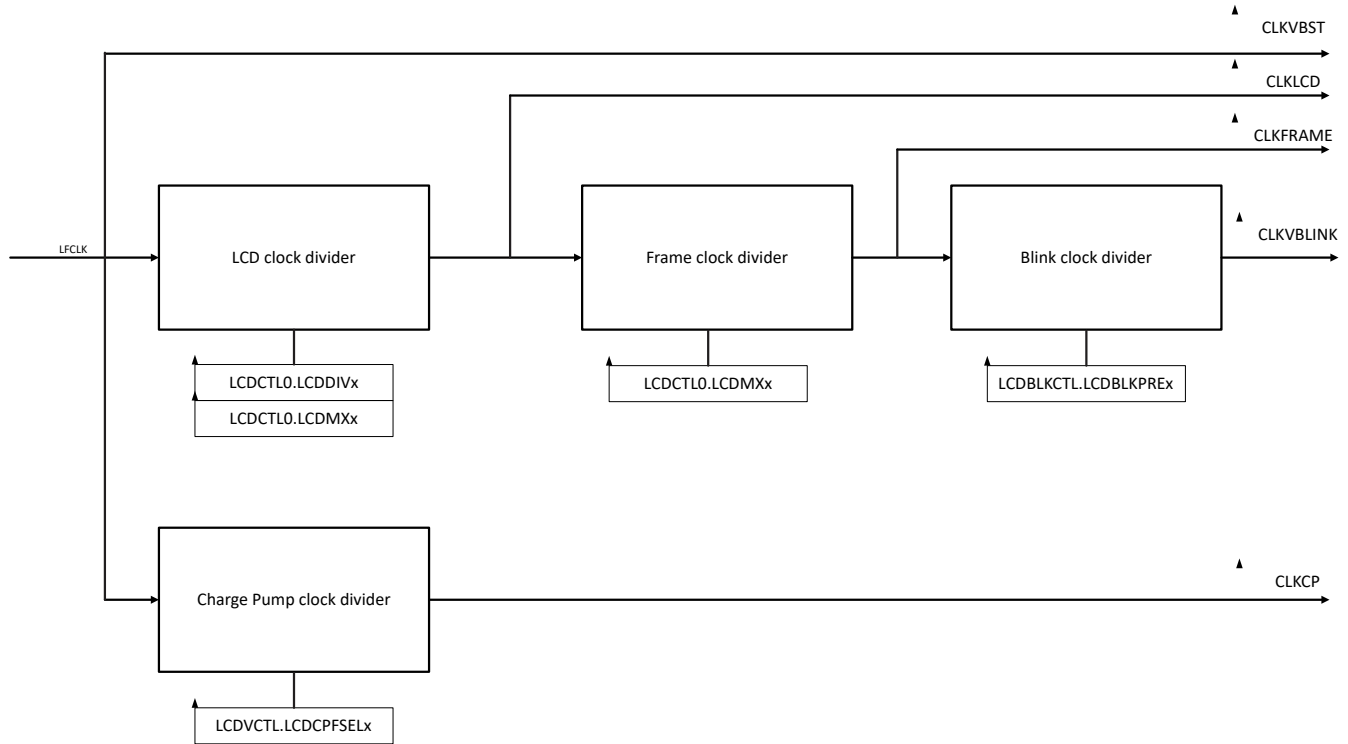 CLKVBST
CLKLCD
CLKFRAME
CLKVBLINK
LFCLK
LCD clock divider
Frame clock divider
Blink clock divider
LCDCTL0.LCDDIVx
LCDCTL0.LCDMXx
LCDCTL0.LCDMXx
LCDBLKCTL.LCDBLKPREx
CLKCP
Charge Pump clock divider
LCDVCTL.LCDCPFSELx